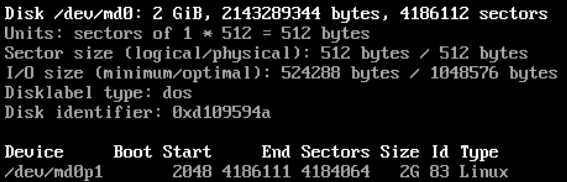 Disk /dev/md0: 2 GiB, 2143289344 bytes, 4186112 sectors
Units: sectors of 1 * 512 = 512 bytes
Sector size (logical/physical): 512 bytes / 512 bytes
I/O size (minimum/optimal): 524288 bytes / 1048576 bytes
Disklabel type: dos
Disk identifier: 0xd109594a
Device Boot Start End Sectors Size Id Type
/dev/md0p1 2048 4186111 4184064 2G 83 Linux